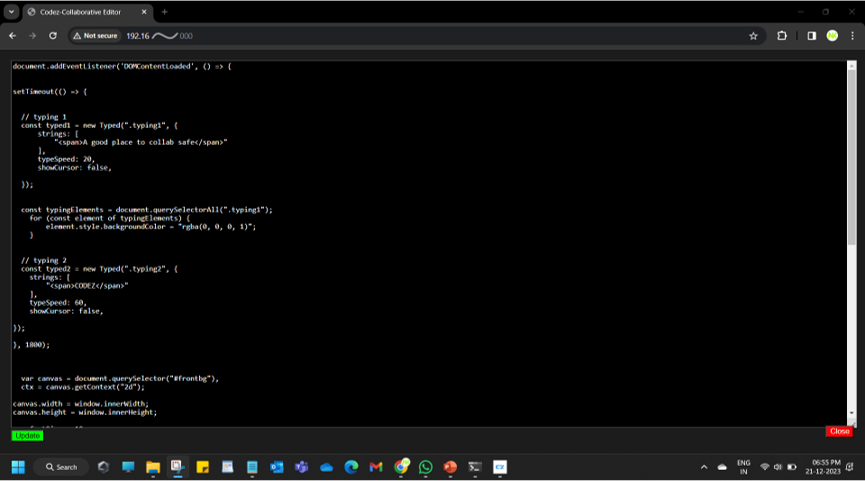 Codez-Collaborative Editor
Not secure
192.16
000
document.addEventListener('DOMContentLoaded', () => {
setTimeout(() => {
// typing 1
const typed1 = new Typed(".typing1", {
strings: [
"<span>A good place to collab safe</span>"
],
typeSpeed: 20,
showCursor: false,
});
const typingElements = document.querySelectorAll(".typing1");
for (const element of typingElements) {
element.style.backgroundColor = "rgba(0, 0, 0, 1)";
}
// typing 2
const typed2 = new Typed(".typing2", {
strings: [
"<span>CODEZ</span>"
],
typeSpeed: 60,
showCursor: false,
});
}, 1800);
var canvas = document.querySelector("#frontbg"),
ctx = canvas.getContext("2d");
canvas.width = window.innerWidth;
canvas.height = window.innerHeight;
Update
Close
Search
ENG
IN
06:55 PM
21-12-2023